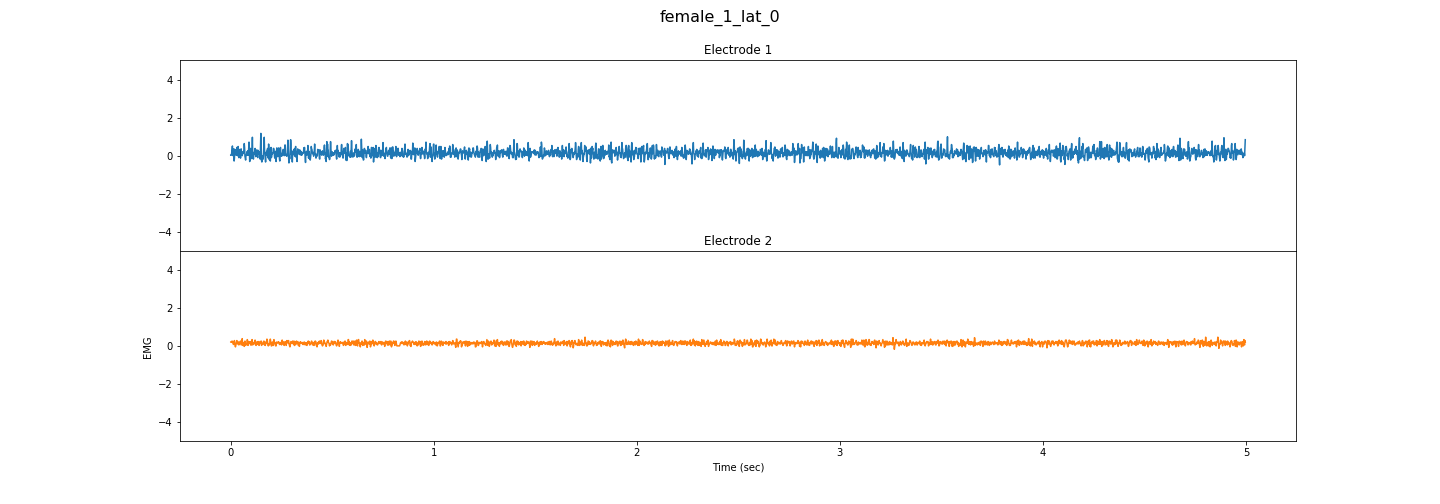 female_1_lat_0
Electrode 1
4
2
0
−2
−4
Electrode 2
4
2
0
−2
−4
EMG
0 1 2 3 4 5
Time (sec)